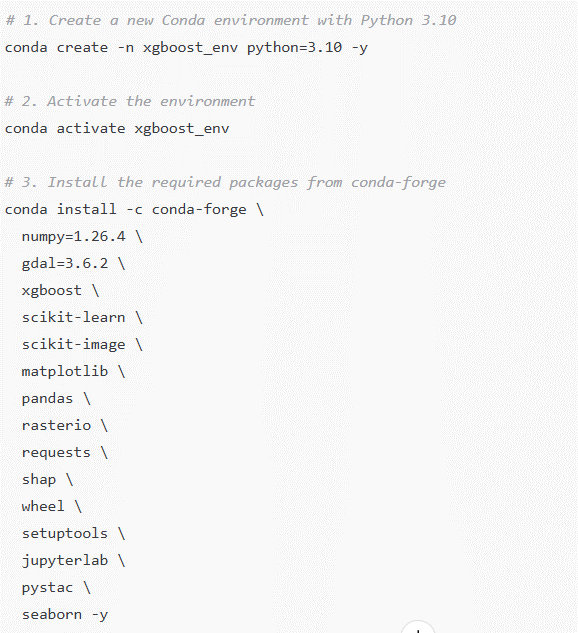 # 1. Create a new Conda environment with Python 3.10
conda create -n xgboost_env python=3.10 -y
# 2. Activate the environment
conda activate xgboost_env
# 3. Install the required packages from conda-forge
conda install -c conda-forge \
numpy=1.26.4 \
gdal=3.6.2 \
xgboost \
scikit-learn \
scikit-image \
matplotlib \
pandas \
rasterio \
requests \
shap \
wheel \
setuptools \
jupyterlab \
pystac \
seaborn -y